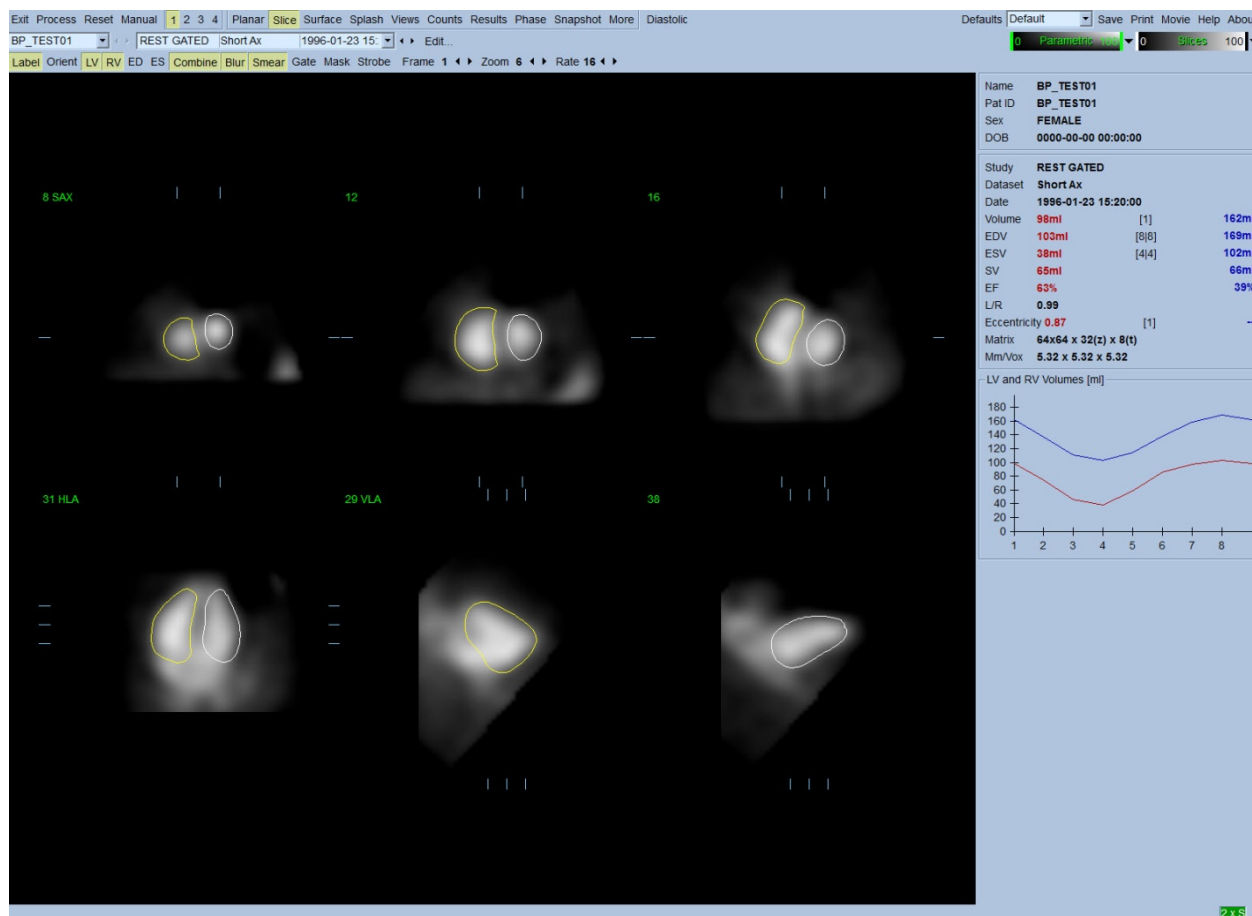 Exit Process Reset Manual 1 2 3 4 Planar Slice Surface Splash Views Counts Results Phase Snapshot More Diastolic Defaults Default Save Print Movie Help Abou
BP_TEST01 REST GATED Short Ax 1996-01-23 15: Edit... 0 Parametric 100 0 Slices 100
Label Orient LV RV ED ES Combine Blur Smear Gate Mask Strobe Frame 1 Zoom 6 Rate 16
8 SAX 12 16
31 HLA 29 VLA 38
Name BP_TEST01
Pat ID BP_TEST01
Sex FEMALE
DOB 0000-00-00 00:00:00
Study REST GATED
Dataset Short Ax
Date 1996-01-23 15:20:00
Volume 98ml [1] 162m
EDV 103ml [8|8] 169m
ESV 38ml [4|4] 102m
SV 65ml 66m
EF 63% 39%
L/R 0.99
Eccentricity 0.87 [1] --
Matrix 64x64 x 32(z) x 8(t)
Mm/Vox 5.32 x 5.32 x 5.32
LV and RV Volumes [ml]
180
160
140
120
100
80
60
40
20
0
1 2 3 4 5 6 7 8
2 x S